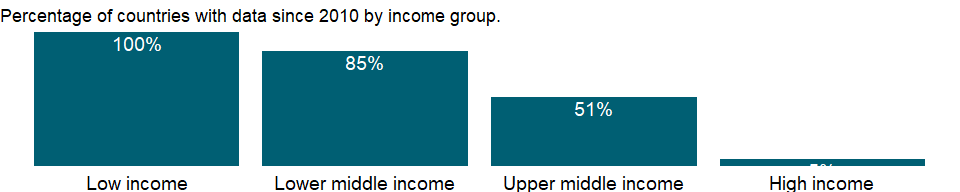 Percentage of countries with data since 2010 by income group.
100%
85%
51%
Low income
Lower middle income
Upper middle income
High income